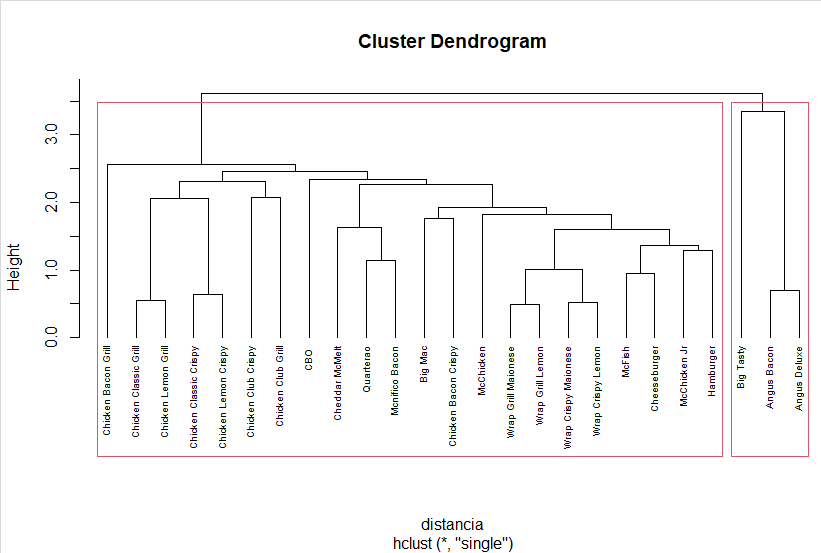 Cluster Dendrogram
Height
3.0
2.0
1.0
0.0
Chicken Bacon Grill
Chicken Classic Grill
Chicken Lemon Grill
Chicken Classic Crispy
Chicken Lemon Crispy
Chicken Club Crispy
Chicken Club Grill
CBO
Cheddar McMelt
Quarterao
Mcnifico Bacon
Big Mac
Chicken Bacon Crispy
McChicken
Wrap Grill Maionese
Wrap Grill Lemon
Wrap Crispy Maionese
Wrap Crispy Lemon
McFish
Cheeseburger
McChicken Jr
Hamburger
Big Tasty
Angus Bacon
Angus Deluxe
distancia
hclust (*, "single")